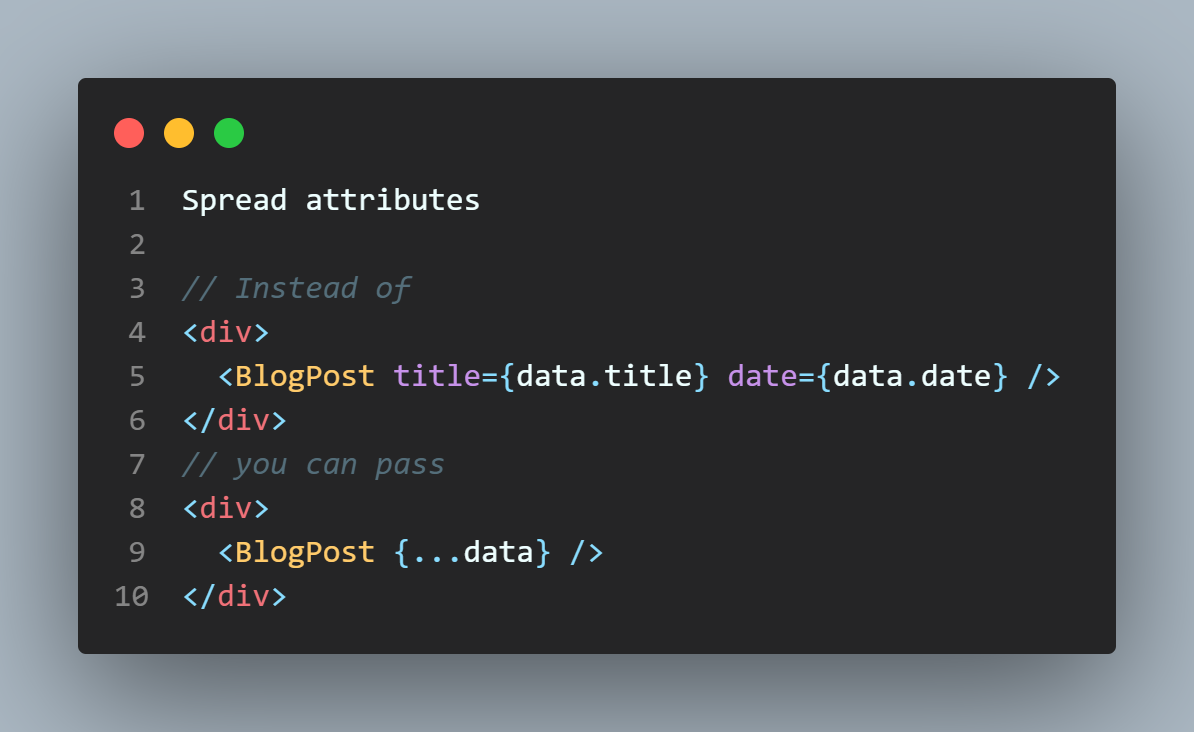 1 Spread attributes
2
3 // Instead of
4 <div>
5   <BlogPost title={data.title} date={data.date} />
6 </div>
7 // you can pass
8 <div>
9   <BlogPost {...data} />
10 </div>